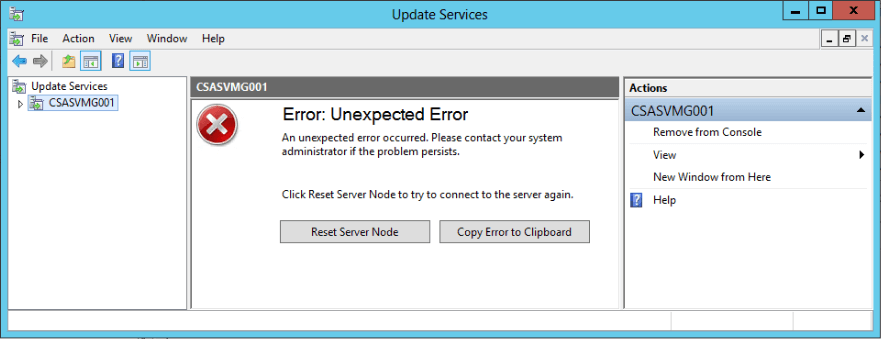 Update Services
File Action View Window Help
Update Services
CSASVMG001
CSASVMG001
Error: Unexpected Error
An unexpected error occurred. Please contact your system
administrator if the problem persists.
Click Reset Server Node to try to connect to the server again.
Reset Server Node
Copy Error to Clipboard
Actions
CSASVMG001
Remove from Console
View
New Window from Here
Help